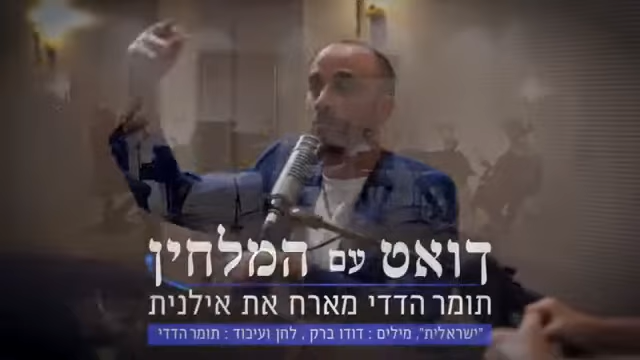 דואט עם המלחין
תומר הדדי מארח את אילנית
"ישראלית", מילים : דודו ברק , לחן ועיבוד : תומר הדדי